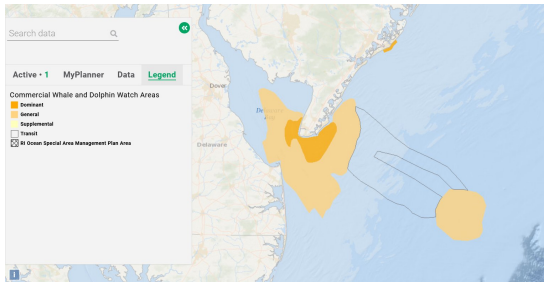 Search data
«
Active • 1 MyPlanner Data Legend
Commercial Whale and Dolphin Watch Areas
Dominant
General
Supplemental
Transit
RI Ocean Special Area Management Plan Area
Dover
Delaware
i